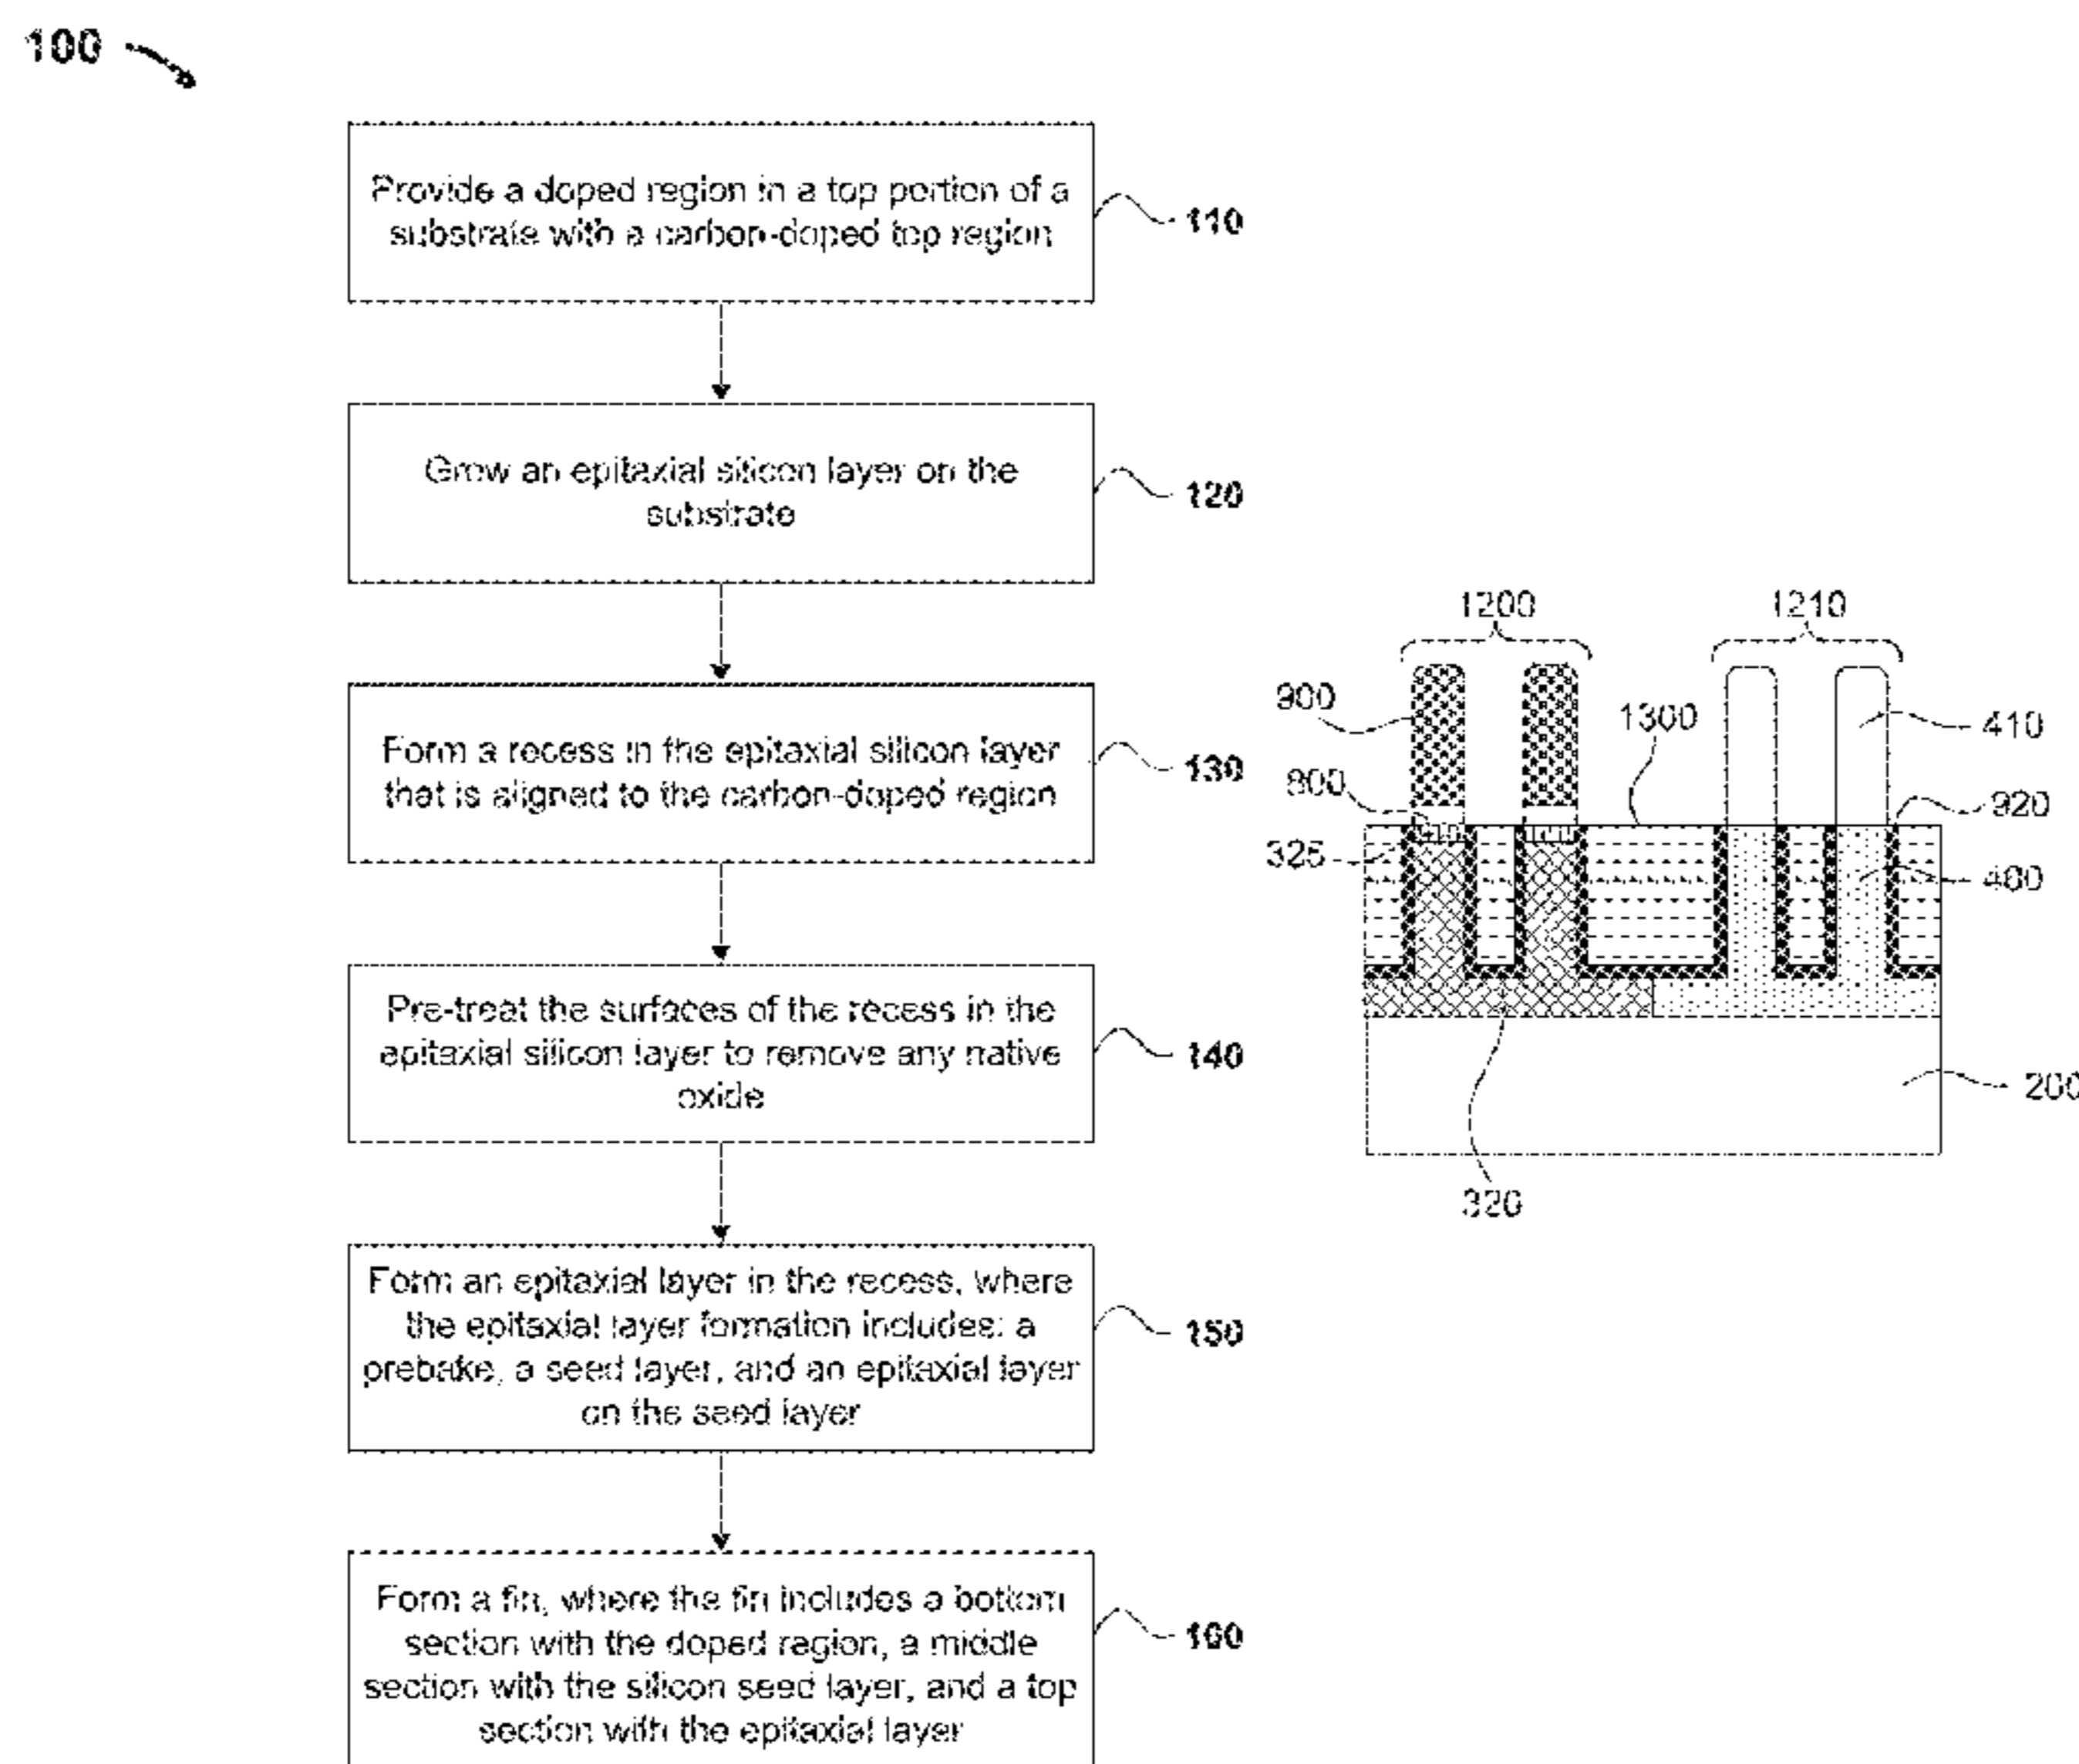 100
Provide a doped region in a top portion of a
substrate with a carbon-doped top region
110
Grow an epitaxial silicon layer on the
substrate
120
Form a recess in the epitaxial silicon layer
that is aligned to the carbon-doped region
130
Pre-treat the surfaces of the recess in the
epitaxial silicon layer to remove any native
oxide
140
Form an epitaxial layer in the recess, where
the epitaxial layer formation includes: a
prebake, a seed layer, and an epitaxial layer
on the seed layer
150
Form a fin, where the fin includes a bottom
section with the doped region, a middle
section with the silicon seed layer, and a top
section with the epitaxial layer
160
1200
1210
900
1300
410
800
920
325
400
200
320